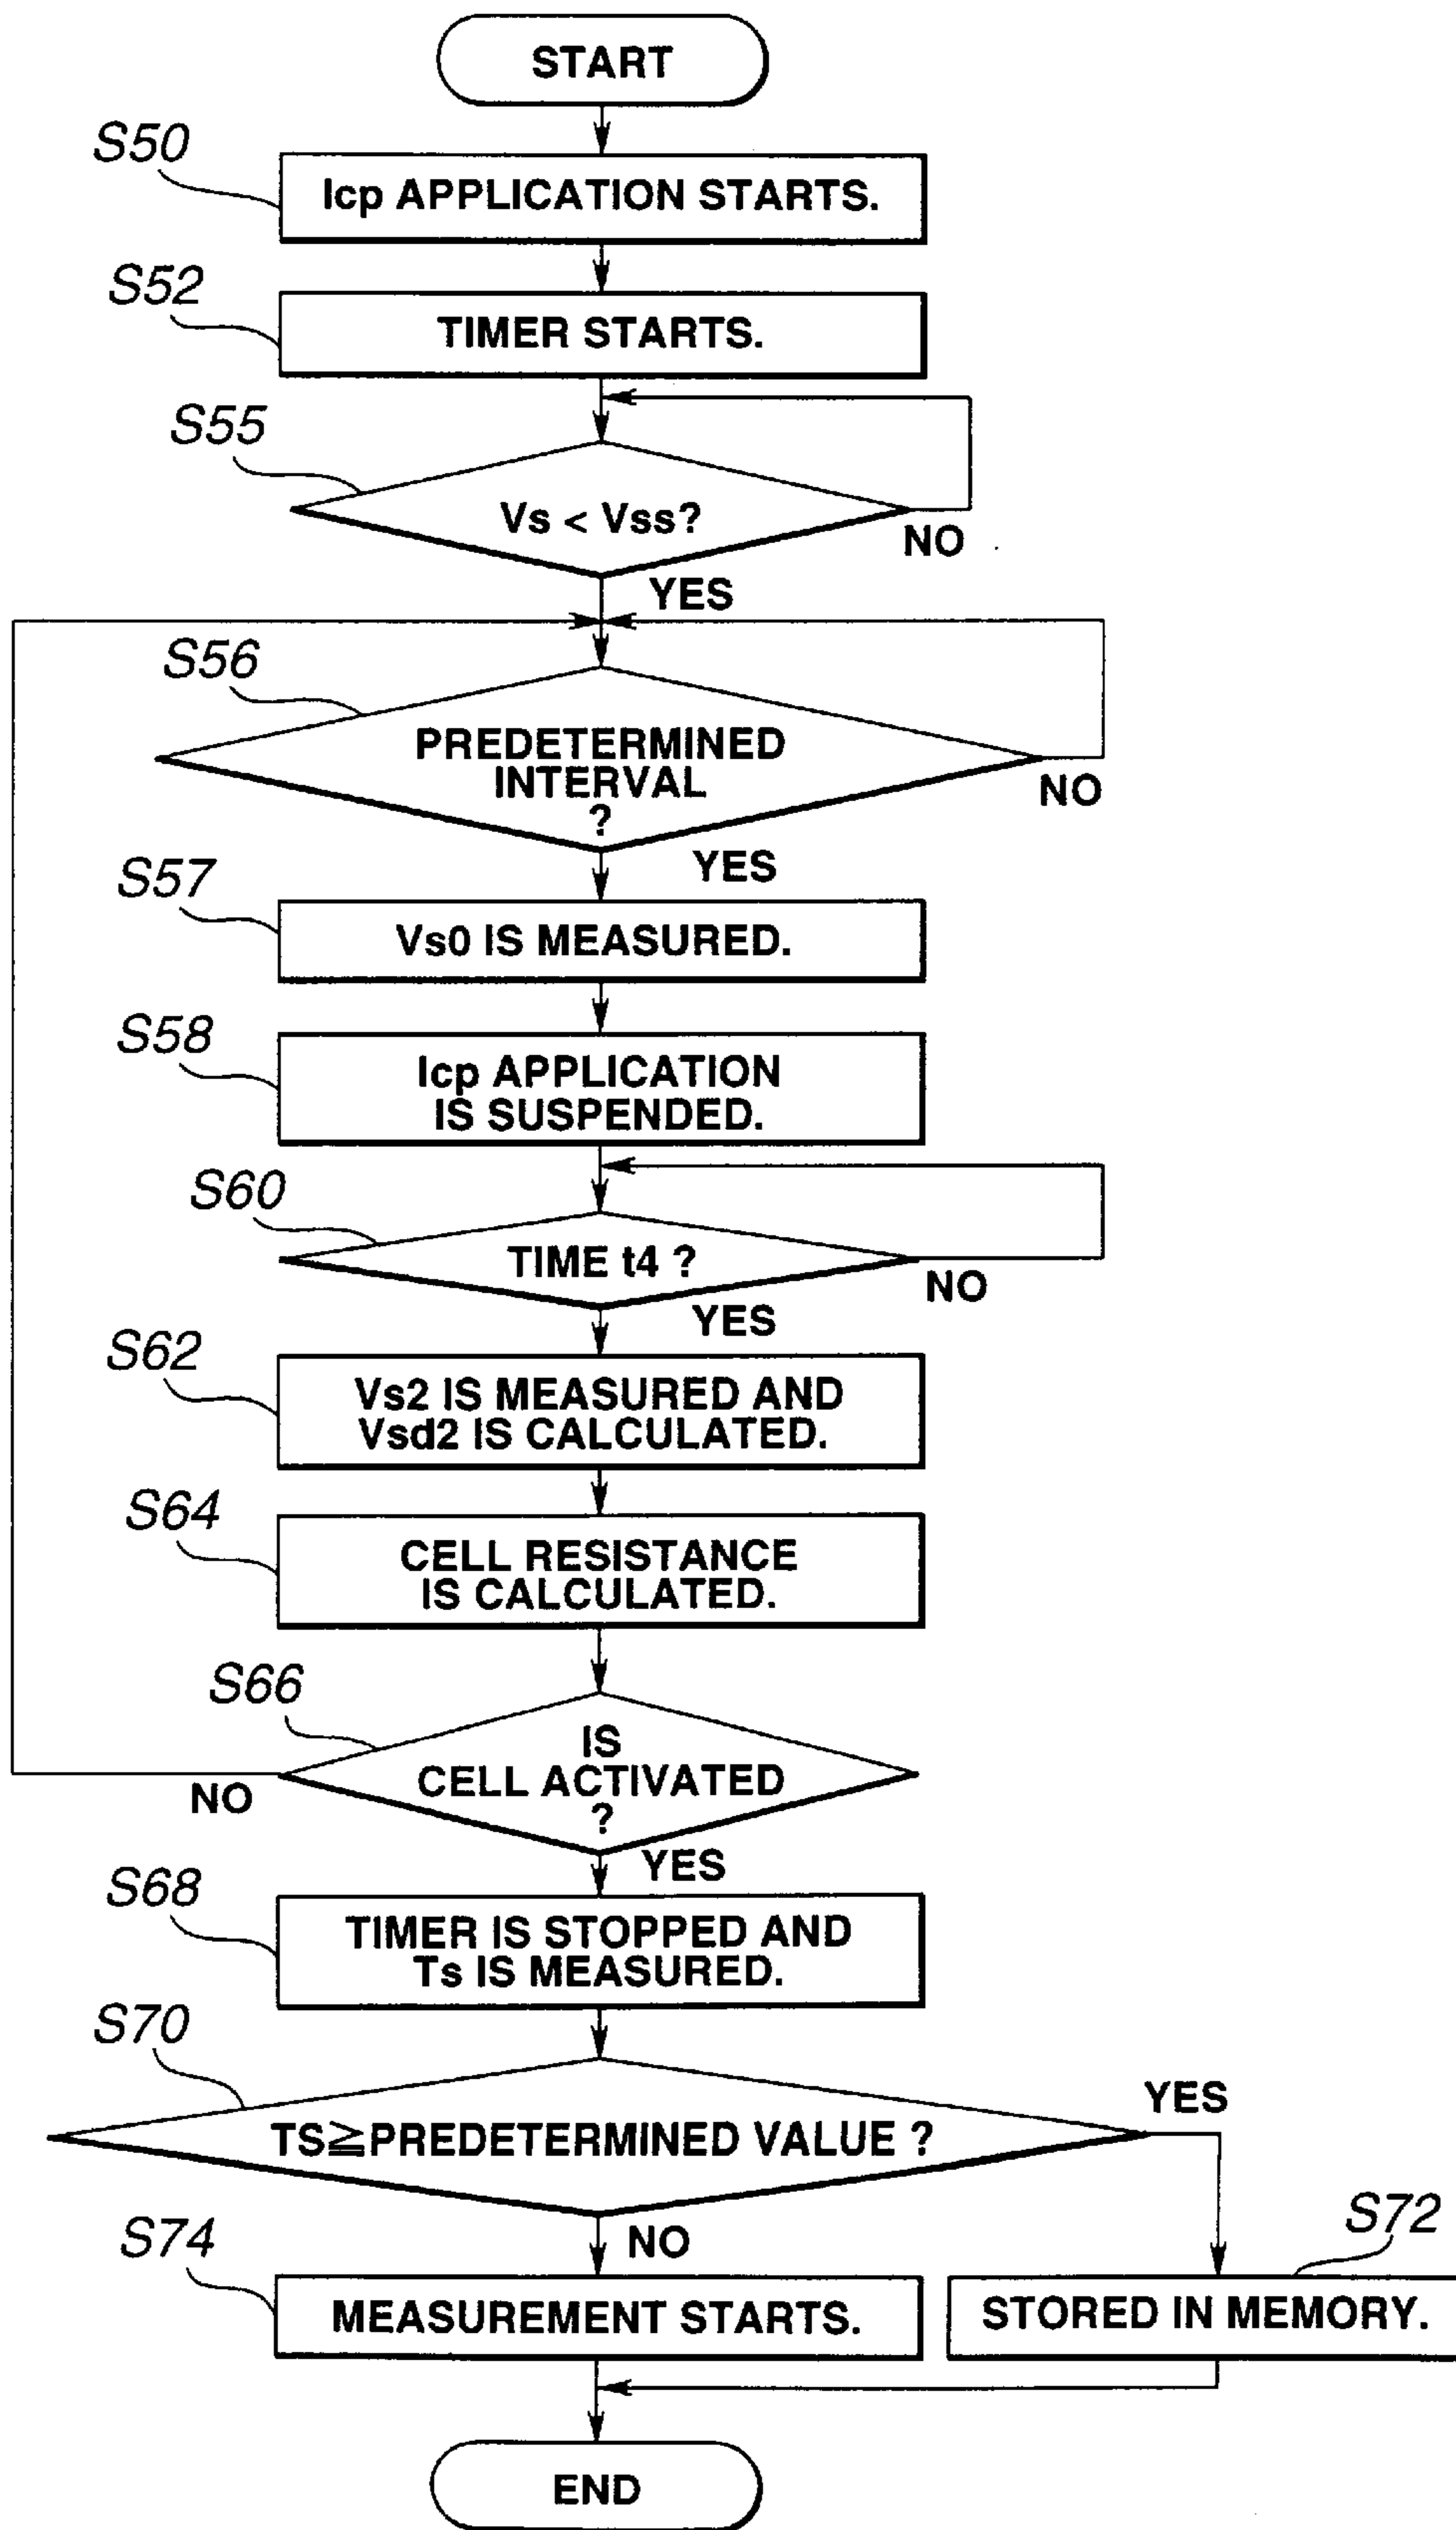 START
S50
Icp APPLICATION STARTS.
S52
TIMER STARTS.
S55
Vs < Vss?
NO
YES
S56
PREDETERMINED
INTERVAL
?
NO
YES
S57
Vs0 IS MEASURED.
S58
Icp APPLICATION
IS SUSPENDED.
S60
TIME t4 ?
NO
YES
S62
Vs2 IS MEASURED AND
Vsd2 IS CALCULATED.
S64
CELL RESISTANCE
IS CALCULATED.
S66
IS
CELL ACTIVATED
?
NO
YES
S68
TIMER IS STOPPED AND
Ts IS MEASURED.
S70
TS≧PREDETERMINED VALUE ?
YES
NO
S74
MEASUREMENT STARTS.
S72
STORED IN MEMORY.
END